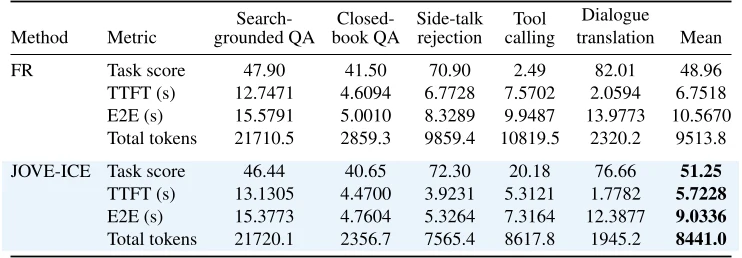 Method Metric Search-grounded QA Closed-book QA Side-talk rejection Tool calling Dialogue translation Mean
FR Task score 47.90 41.50 70.90 2.49 82.01 48.96
TTFT (s) 12.7471 4.6094 6.7728 7.5702 2.0594 6.7518
E2E (s) 15.5791 5.0010 8.3289 9.9487 13.9773 10.5670
Total tokens 21710.5 2859.3 9859.4 10819.5 2320.2 9513.8
JOVE-ICE Task score 46.44 40.65 72.30 20.18 76.66 51.25
TTFT (s) 13.1305 4.4700 3.9231 5.3121 1.7782 5.7228
E2E (s) 15.3773 4.7604 5.3264 7.3164 12.3877 9.0336
Total tokens 21720.1 2356.7 7565.4 8617.8 1945.2 8441.0